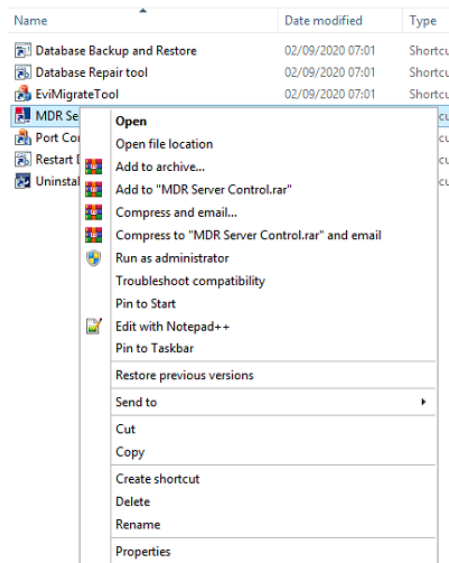 Name Date modified Type
Database Backup and Restore 02/09/2020 07:01 Shortcu
Database Repair tool 02/09/2020 07:01 Shortcu
EviMigrateTool 02/09/2020 07:01 Shortcu
MDR Se cu
Port Co cu
Restart cu
Uninstal cu
Open
Open file location
Add to archive...
Add to "MDR Server Control.rar"
Compress and email...
Compress to "MDR Server Control.rar" and email
Run as administrator
Troubleshoot compatibility
Pin to Start
Edit with Notepad++
Pin to Taskbar
Restore previous versions
Send to
Cut
Copy
Create shortcut
Delete
Rename
Properties